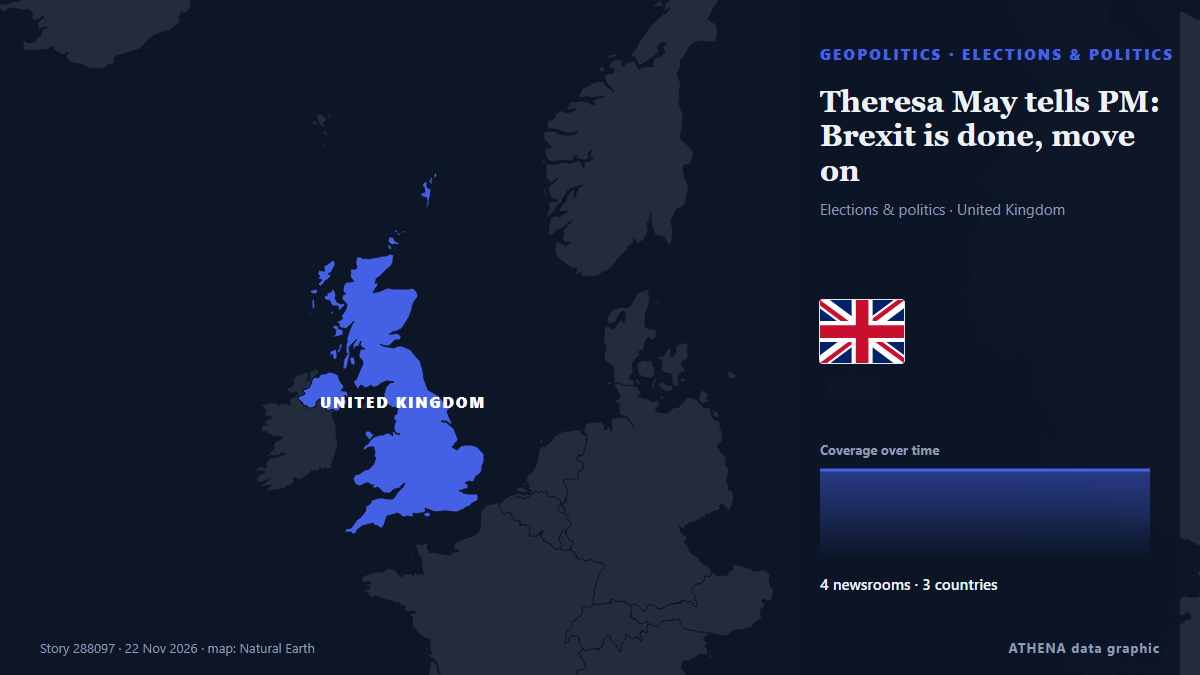 GEOPOLITICS · ELECTIONS & POLITICS
Theresa May tells PM:
Brexit is done, move
on
Elections & politics · United Kingdom
UNITED KINGDOM
Coverage over time
4 newsrooms · 3 countries
Story 288097 · 22 Nov 2026 · map: Natural Earth
ATHENA data graphic